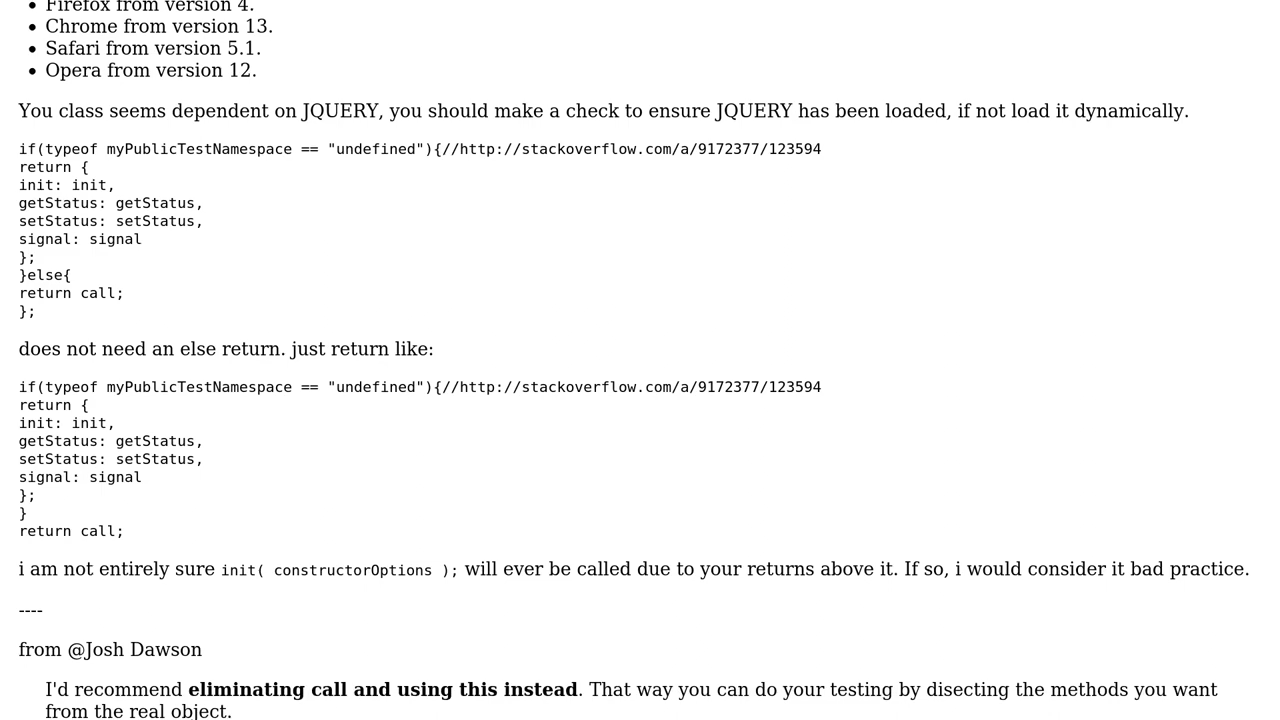 Firefox from version 4.
Chrome from version 13.
Safari from version 5.1.
Opera from version 12.
You class seems dependent on JQUERY, you should make a check to ensure JQUERY has been loaded, if not load it dynamically.
if(typeof myPublicTestNamespace == "undefined"){//http://stackoverflow.com/a/9172377/123594
return {
init: init,
getStatus: getStatus,
setStatus: setStatus,
signal: signal
};
}else{
return call;
};
does not need an else return. just return like:
if(typeof myPublicTestNamespace == "undefined"){//http://stackoverflow.com/a/9172377/123594
return {
init: init,
getStatus: getStatus,
setStatus: setStatus,
signal: signal
};
}
return call;
i am not entirely sure init( constructorOptions ); will ever be called due to your returns above it. If so, i would consider it bad practice.
----
from @Josh Dawson
I'd recommend eliminating call and using this instead. That way you can do your testing by disecting the methods you want
from the real object.